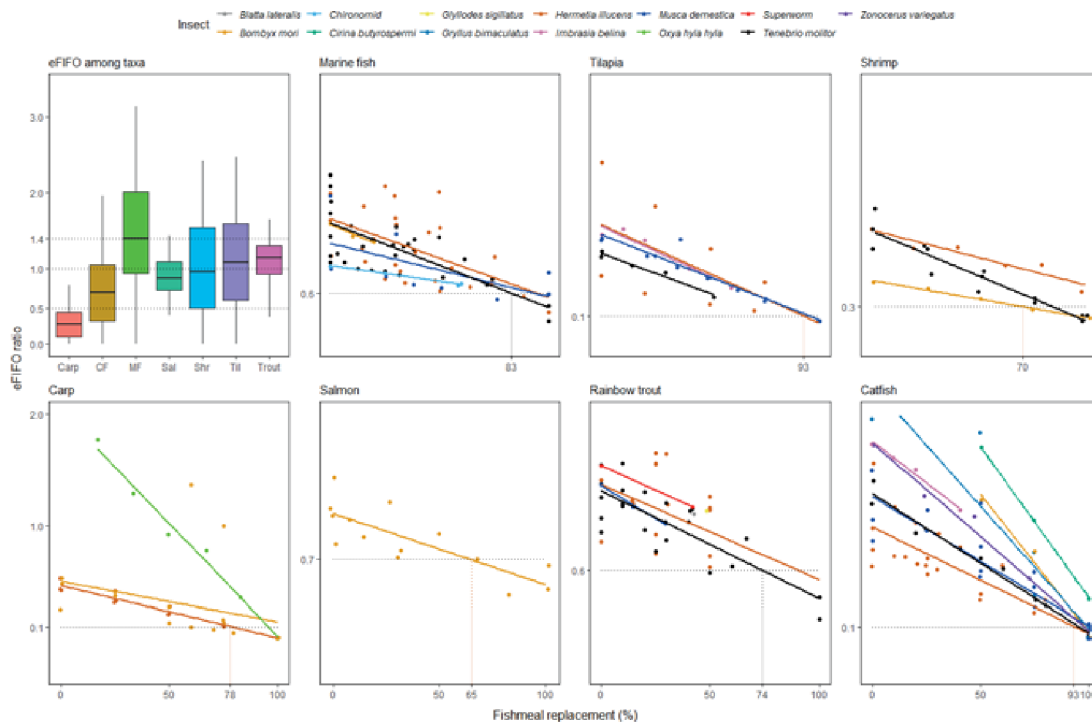 Insect
Blatta lateralis Chironomid Glyllodes sigillatus Hermetia illucens Musca demestica Superworm Zonocerus variegatus
Bombyx mori Cirina butyrospermi Gryllus bimaculatus Imbrasia belina Oxya hyla hyla Tenebrio molitor
eFIFO among taxa Marine fish Tilapia Shrimp
3.0
2.0
1.4
1.0
0.5
0.0
Carp CF MF Sal Shr Til Trout
0.6
83
0.1
93
0.3
70
eFIFO ratio
Carp Salmon Rainbow trout Catfish
2.0
1.0
0.1
0 50 78 100
0.7
0 50 65 100
0.6
0 50 74 100
0.1
0 50 93 10
Fishmeal replacement (%)